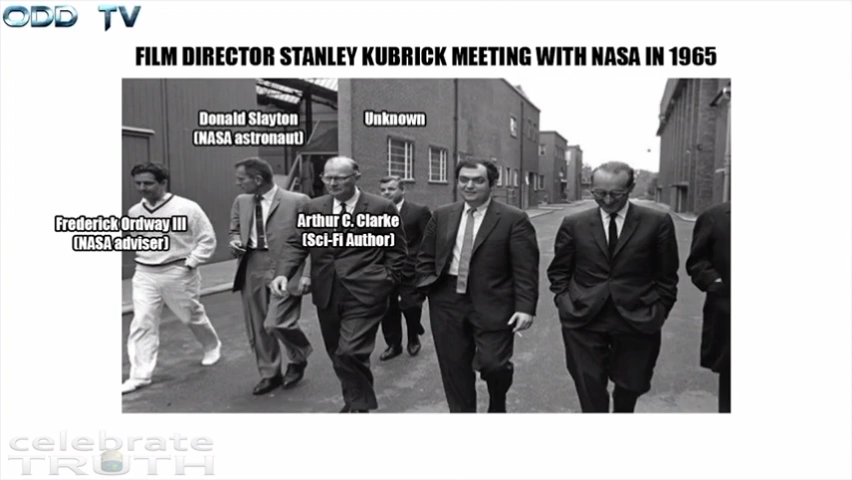 ODD TV
FILM DIRECTOR STANLEY KUBRICK MEETING WITH NASA IN 1965
Donald Slayton
(NASA astronaut)
Unknown
Frederick Ordway III
(NASA adviser)
Arthur C. Clarke
(Sci-Fi Author)
celebrate
TRUTH